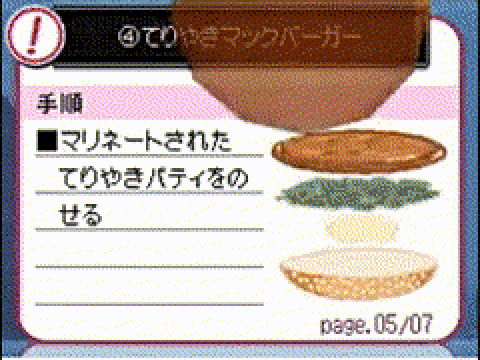 !
④てりやきマックバーガー
手順
■マリネートされた
てりやきパティをの
せる
page.05/07